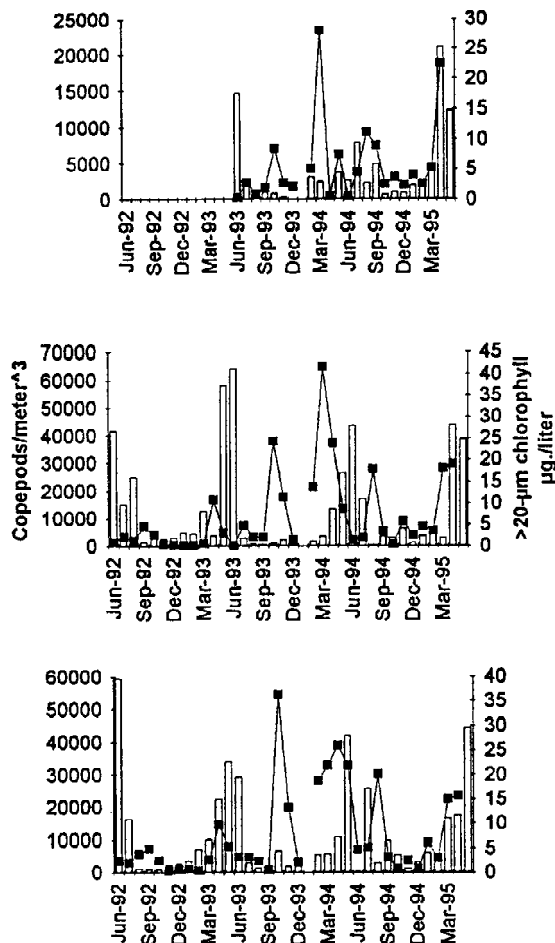 25000
20000
15000
10000
5000
0
30
25
20
15
10
5
0
Jun-92
Sep-92
Dec-92
Mar-93
Jun-93
Sep-93
Dec-93
Mar-94
Jun-94
Sep-94
Dec-94
Mar-95
Copepods/meter^3
70000
60000
50000
40000
30000
20000
10000
0
45
40
35
30
25
20
15
10
5
0
>20-µm chlorophyll
µg./liter
Jun-92
Sep-92
Dec-92
Mar-93
Jun-93
Sep-93
Dec-93
Mar-94
Jun-94
Sep-94
Dec-94
Mar-95
60000
50000
40000
30000
20000
10000
0
40
35
30
25
20
15
10
5
0
Jun-92
Sep-92
Dec-92
Mar-93
Jun-93
Sep-93
Dec-93
Mar-94
Jun-94
Sep-94
Dec-94
Mar-95